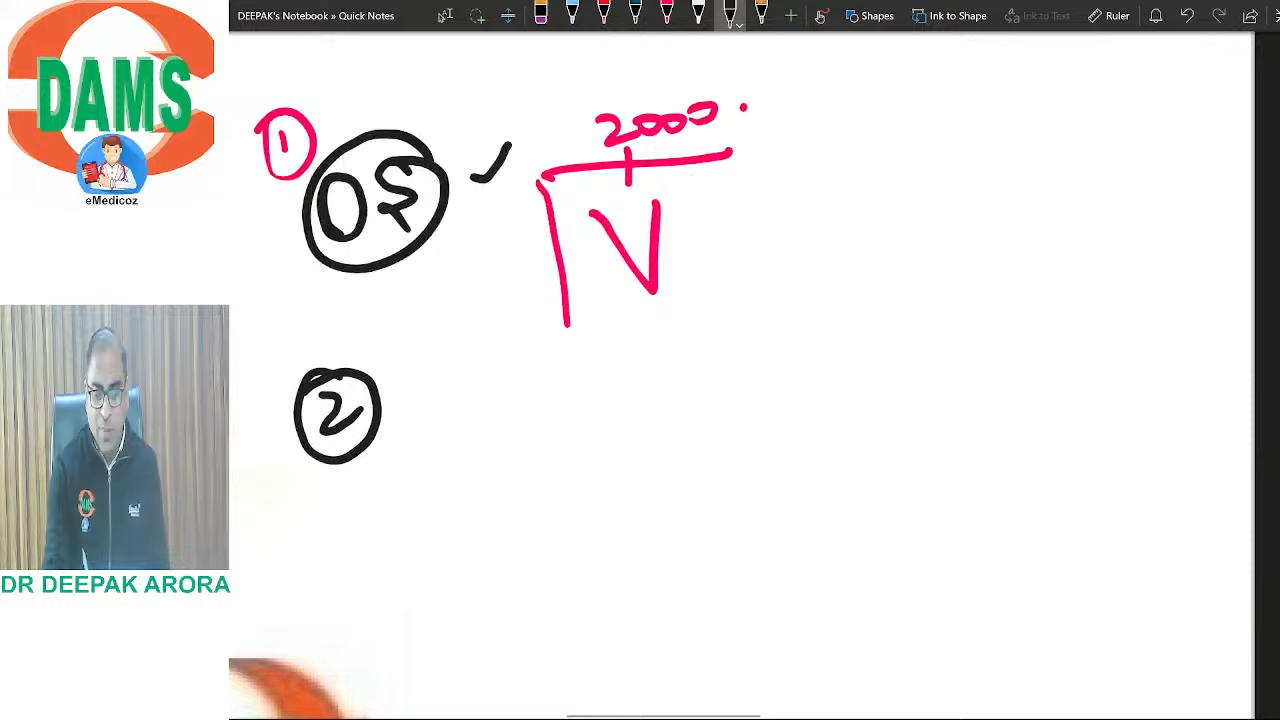 DEEPAK's Notebook » Quick Notes
Shapes
Ink to Shape
Ink to Text
Ruler
DAMS
eMedicoz
1
2000
V
2
DR DEEPAK ARORA